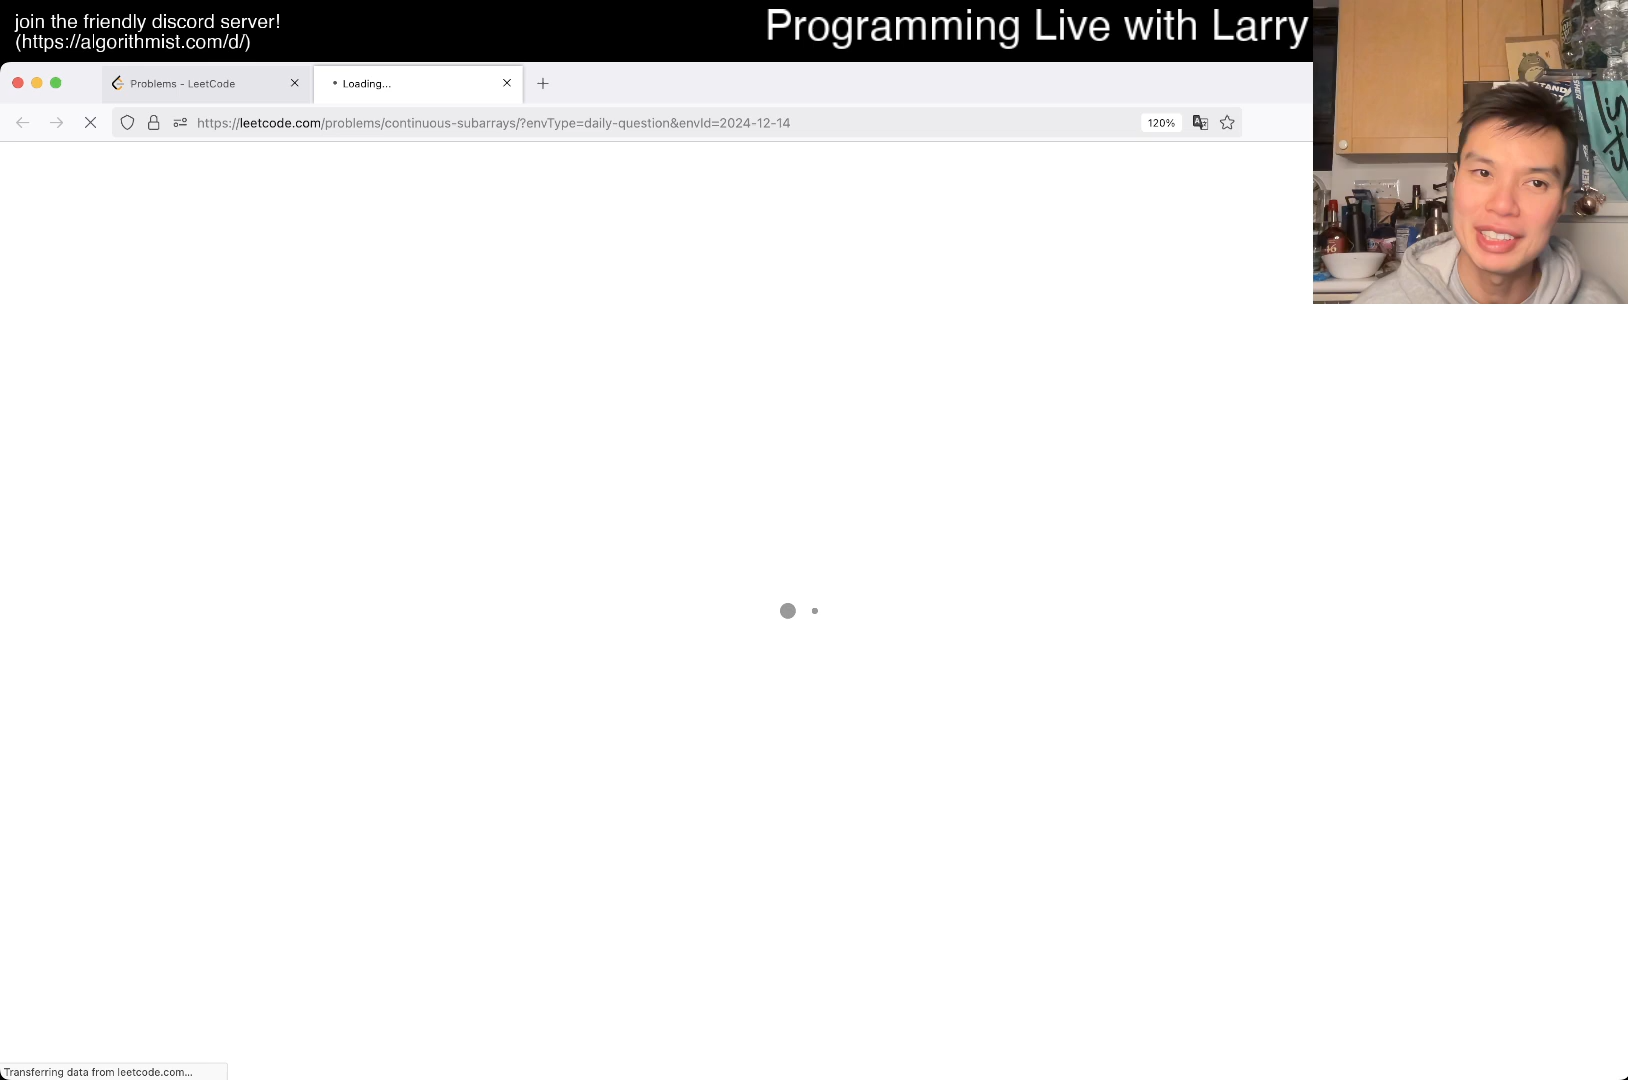 join the friendly discord server!
(https://algorithmist.com/d/)
Programming Live with Larry
Problems - LeetCode
Loading...
https://leetcode.com/problems/continuous-subarrays/?envType=daily-question&envId=2024-12-14
120%
STAND
Transferring data from leetcode.com...